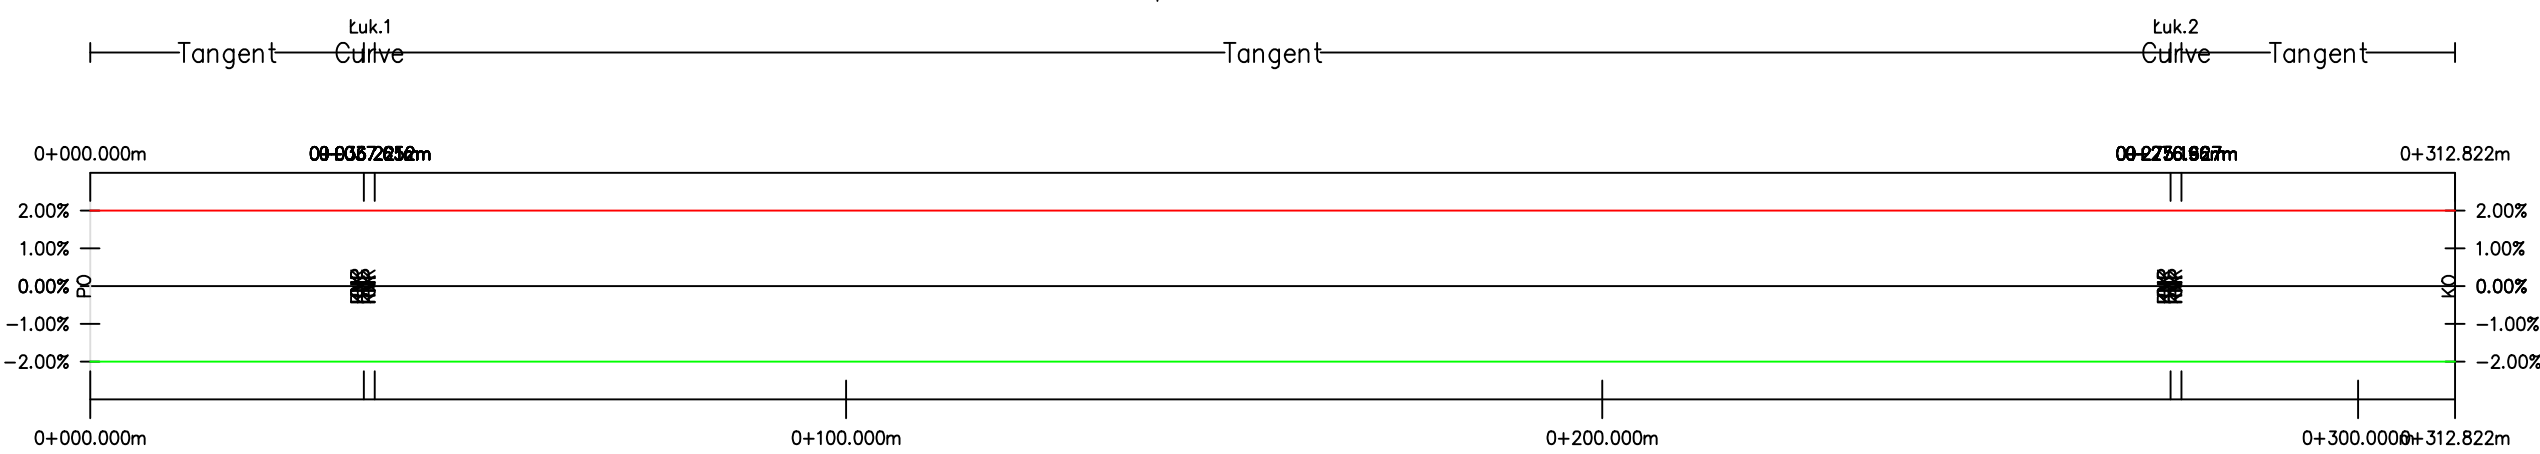 Łuk.1 Łuk.2
Tangent Curve Tangent Curve Tangent
0+000.000m 0+312.822m
2.00% 2.00%
1.00% 1.00%
0.00% PO KO 0.00%
-1.00% -1.00%
-2.00% -2.00%
0+000.000m 0+100.000m 0+200.000m 0+300.000m 0+312.822m